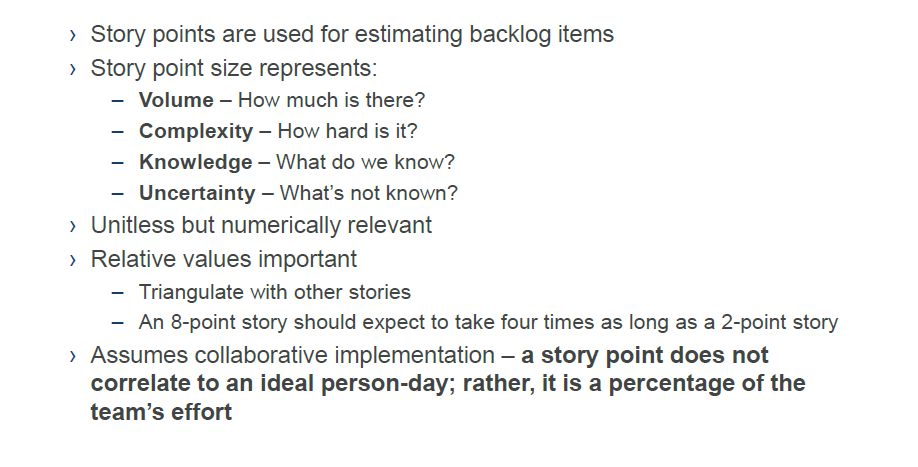 › Story points are used for estimating backlog items
› Story point size represents:
– Volume – How much is there?
– Complexity – How hard is it?
– Knowledge – What do we know?
– Uncertainty – What’s not known?
› Unitless but numerically relevant
› Relative values important
– Triangulate with other stories
– An 8-point story should expect to take four times as long as a 2-point story
› Assumes collaborative implementation – a story point does not
correlate to an ideal person-day; rather, it is a percentage of the
team’s effort